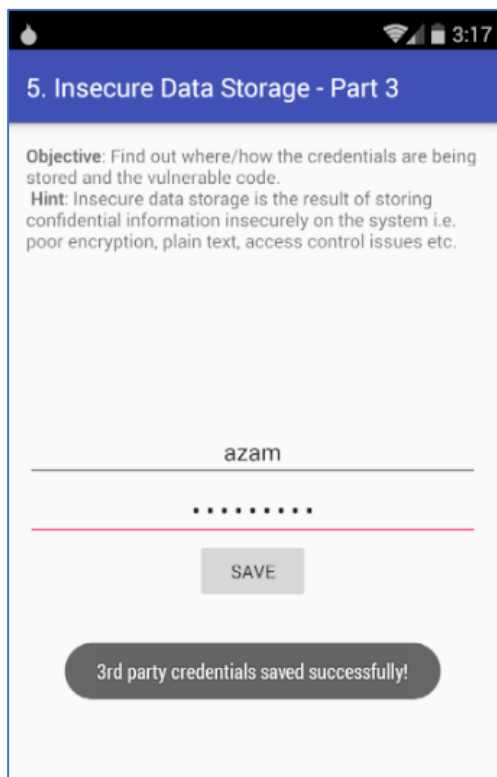 3:17
5. Insecure Data Storage - Part 3
Objective: Find out where/how the credentials are being
stored and the vulnerable code.
Hint: Insecure data storage is the result of storing
confidential information insecurely on the system i.e.
poor encryption, plain text, access control issues etc.
azam
•••••••••
SAVE
3rd party credentials saved successfully!